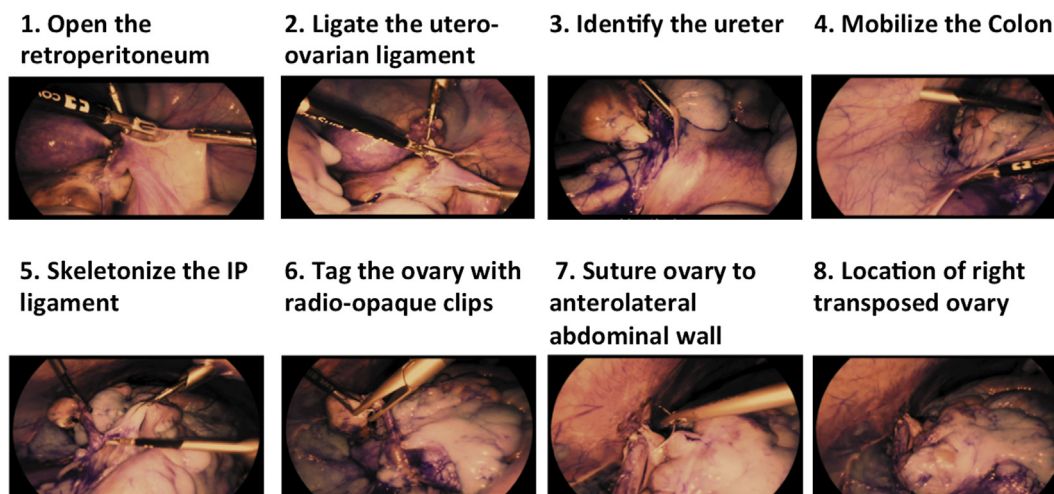 1. Open the
retroperitoneum
2. Ligate the utero-
ovarian ligament
3. Identify the ureter
4. Mobilize the Colon
5. Skeletonize the IP
ligament
6. Tag the ovary with
radio-opaque clips
7. Suture ovary to
anterolateral
abdominal wall
8. Location of right
transposed ovary